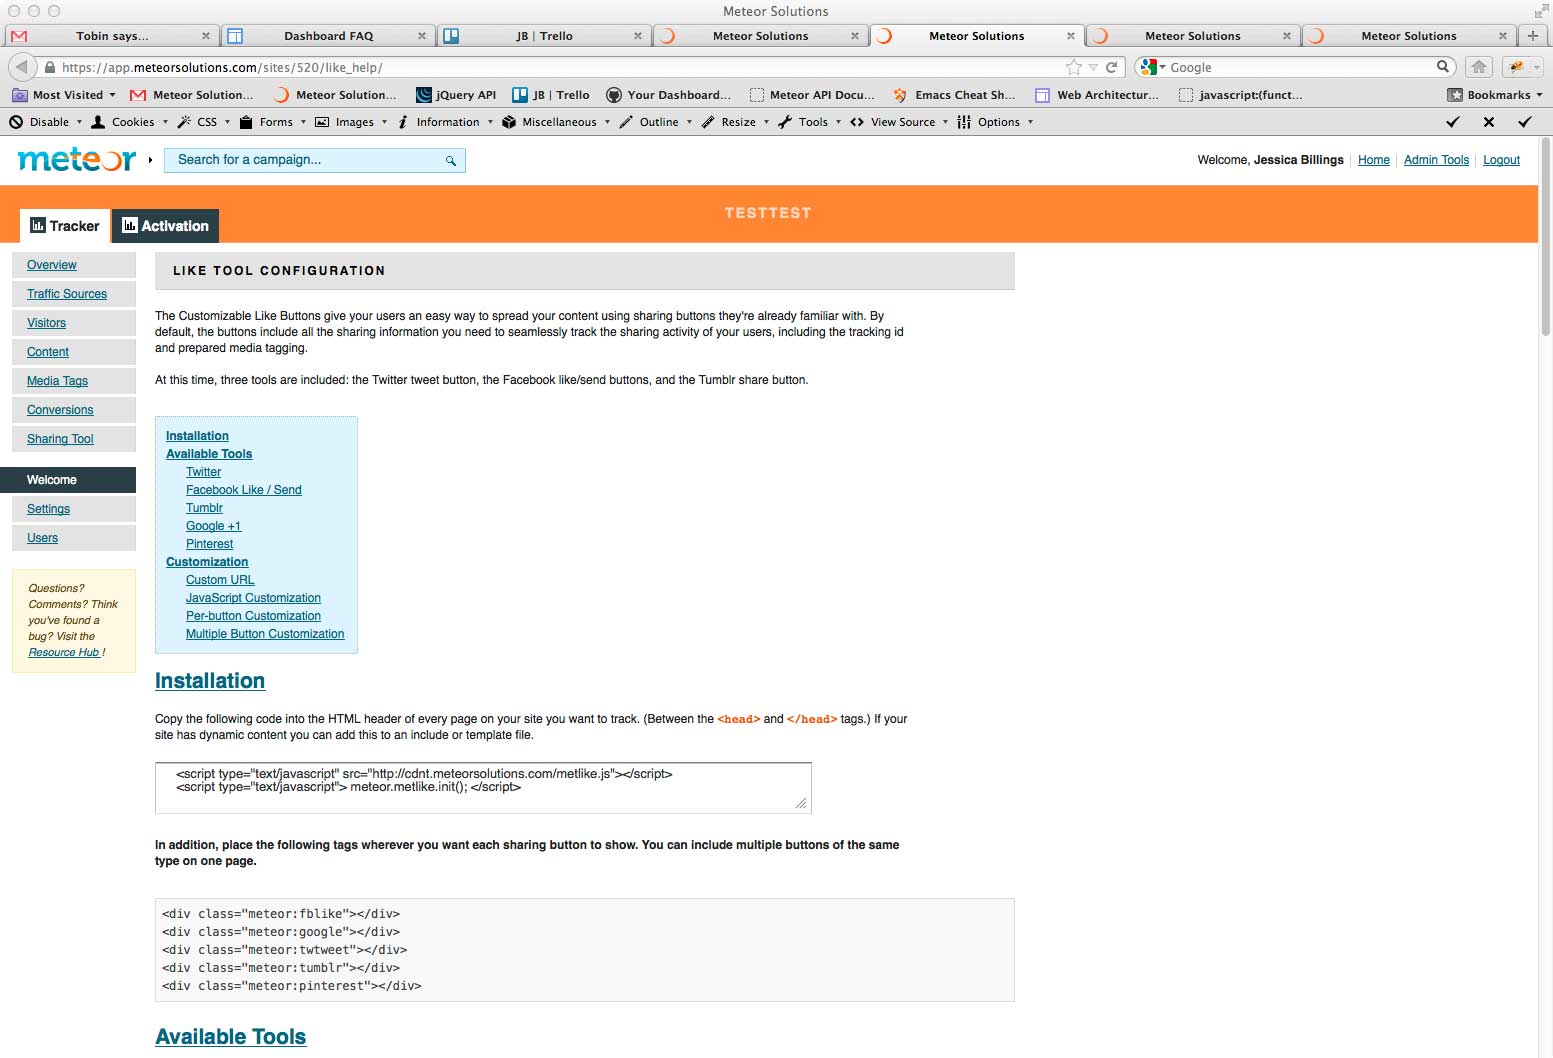 Meteor Solutions
Tobin says...
Dashboard FAQ
JB | Trello
Meteor Solutions
Meteor Solutions
Meteor Solutions
Meteor Solutions
https://app.meteorsolutions.com/sites/520/like_help/
Google
Most Visited
Meteor Solution...
Meteor Solution...
jQuery API
JB | Trello
Your Dashboard...
Meteor API Docu...
Emacs Cheat Sh...
Web Architectur...
javascript:(funct...
Bookmarks
Disable
Cookies
CSS
Forms
Images
Information
Miscellaneous
Outline
Resize
Tools
View Source
Options
meteor
Search for a campaign...
Welcome, Jessica Billings
Home
Admin Tools
Logout
TESTTEST
Tracker
Activation
Overview
Traffic Sources
Visitors
Content
Media Tags
Conversions
Sharing Tool
Welcome
Settings
Users
Questions?
Comments? Think
you've found a
bug? Visit the
Resource Hub !
LIKE TOOL CONFIGURATION
The Customizable Like Buttons give your users an easy way to spread your content using sharing buttons they're already familiar with. By
default, the buttons include all the sharing information you need to seamlessly track the sharing activity of your users, including the tracking id
and prepared media tagging.
At this time, three tools are included: the Twitter tweet button, the Facebook like/send buttons, and the Tumblr share button.
Installation
Available Tools
Twitter
Facebook Like / Send
Tumblr
Google +1
Pinterest
Customization
Custom URL
JavaScript Customization
Per-button Customization
Multiple Button Customization
Installation
Copy the following code into the HTML header of every page on your site you want to track. (Between the <head> and </head> tags.) If your
site has dynamic content you can add this to an include or template file.
<script type="text/javascript" src="http://cdnt.meteorsolutions.com/metlike.js"></script>
<script type="text/javascript"> meteor.metlike.init(); </script>
In addition, place the following tags wherever you want each sharing button to show. You can include multiple buttons of the same
type on one page.
<div class="meteor:fblike"></div>
<div class="meteor:google"></div>
<div class="meteor:twtweet"></div>
<div class="meteor:tumblr"></div>
<div class="meteor:pinterest"></div>
Available Tools